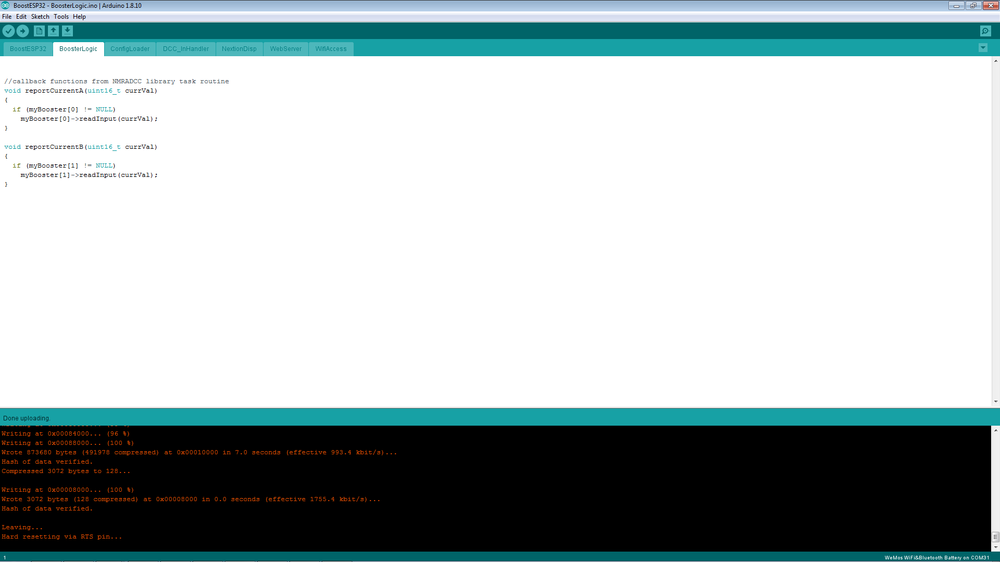 BoostESP32 - BoosterLogic.ino | Arduino 1.8.10
File Edit Sketch Tools Help
BoostESP32 BoosterLogic ConfigLoader DCC_InHandler NextionDisp WebServer WifiAccess
//callback functions from NMRADCC library task routine
void reportCurrentA(uint16_t currVal)
{
  if (myBooster[0] != NULL)
    myBooster[0]->readInput(currVal);
}
void reportCurrentB(uint16_t currVal)
{
  if (myBooster[1] != NULL)
    myBooster[1]->readInput(currVal);
}
Done uploading.
Writing at 0x00084000... (96 %)
Writing at 0x00088000... (100 %)
Wrote 873680 bytes (491978 compressed) at 0x00010000 in 7.0 seconds (effective 993.4 kbit/s)...
Hash of data verified.
Compressed 3072 bytes to 128...
Writing at 0x00008000... (100 %)
Wrote 3072 bytes (128 compressed) at 0x00008000 in 0.0 seconds (effective 1755.4 kbit/s)...
Hash of data verified.
Leaving...
Hard resetting via RTS pin...
1
WeMos WiFi&Bluetooth Battery on COM31